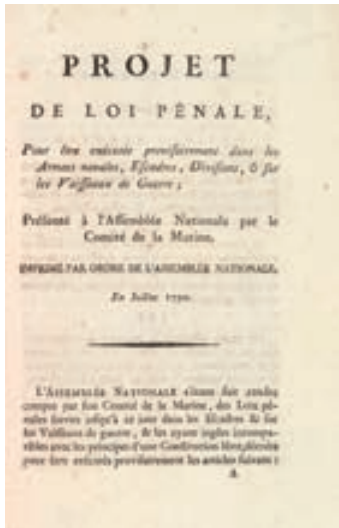 PROJET
DE LOI PÉNALE,
Pour être exécutée provisoirement dans les
Armées navales, Escadres, Divisions, & sur
les Vaisseaux de Guerre ;
Présenté à l'Assemblée Nationale par le
Comité de la Marine.
IMPRIMÉ PAR ORDRE DE L'ASSEMBLÉE NATIONALE.
En Juillet 1790.
L'ASSEMBLÉE NATIONALE s'étant fait rendre
compte par son Comité de la Marine, des Lois pé-
nales suivies jusqu'à ce jour dans les Escadres & sur
les Vaisseaux de guerre, & les ayant jugées incompa-
tibles avec les principes d'une Constitution libre, décrète
pour être exécutés provisoirement les articles suivans :
A